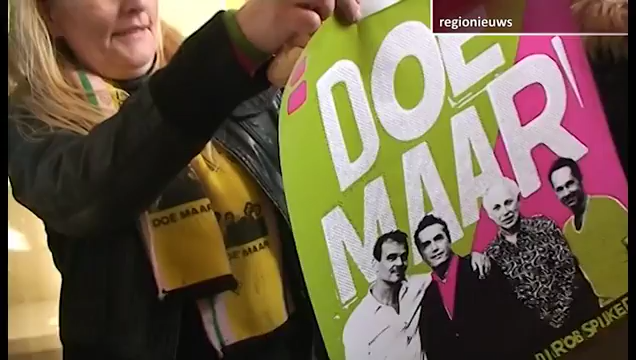 regionieuws
DOE
MAAR
DOE MAAR
DOE MAAR
ROB SPIJKER